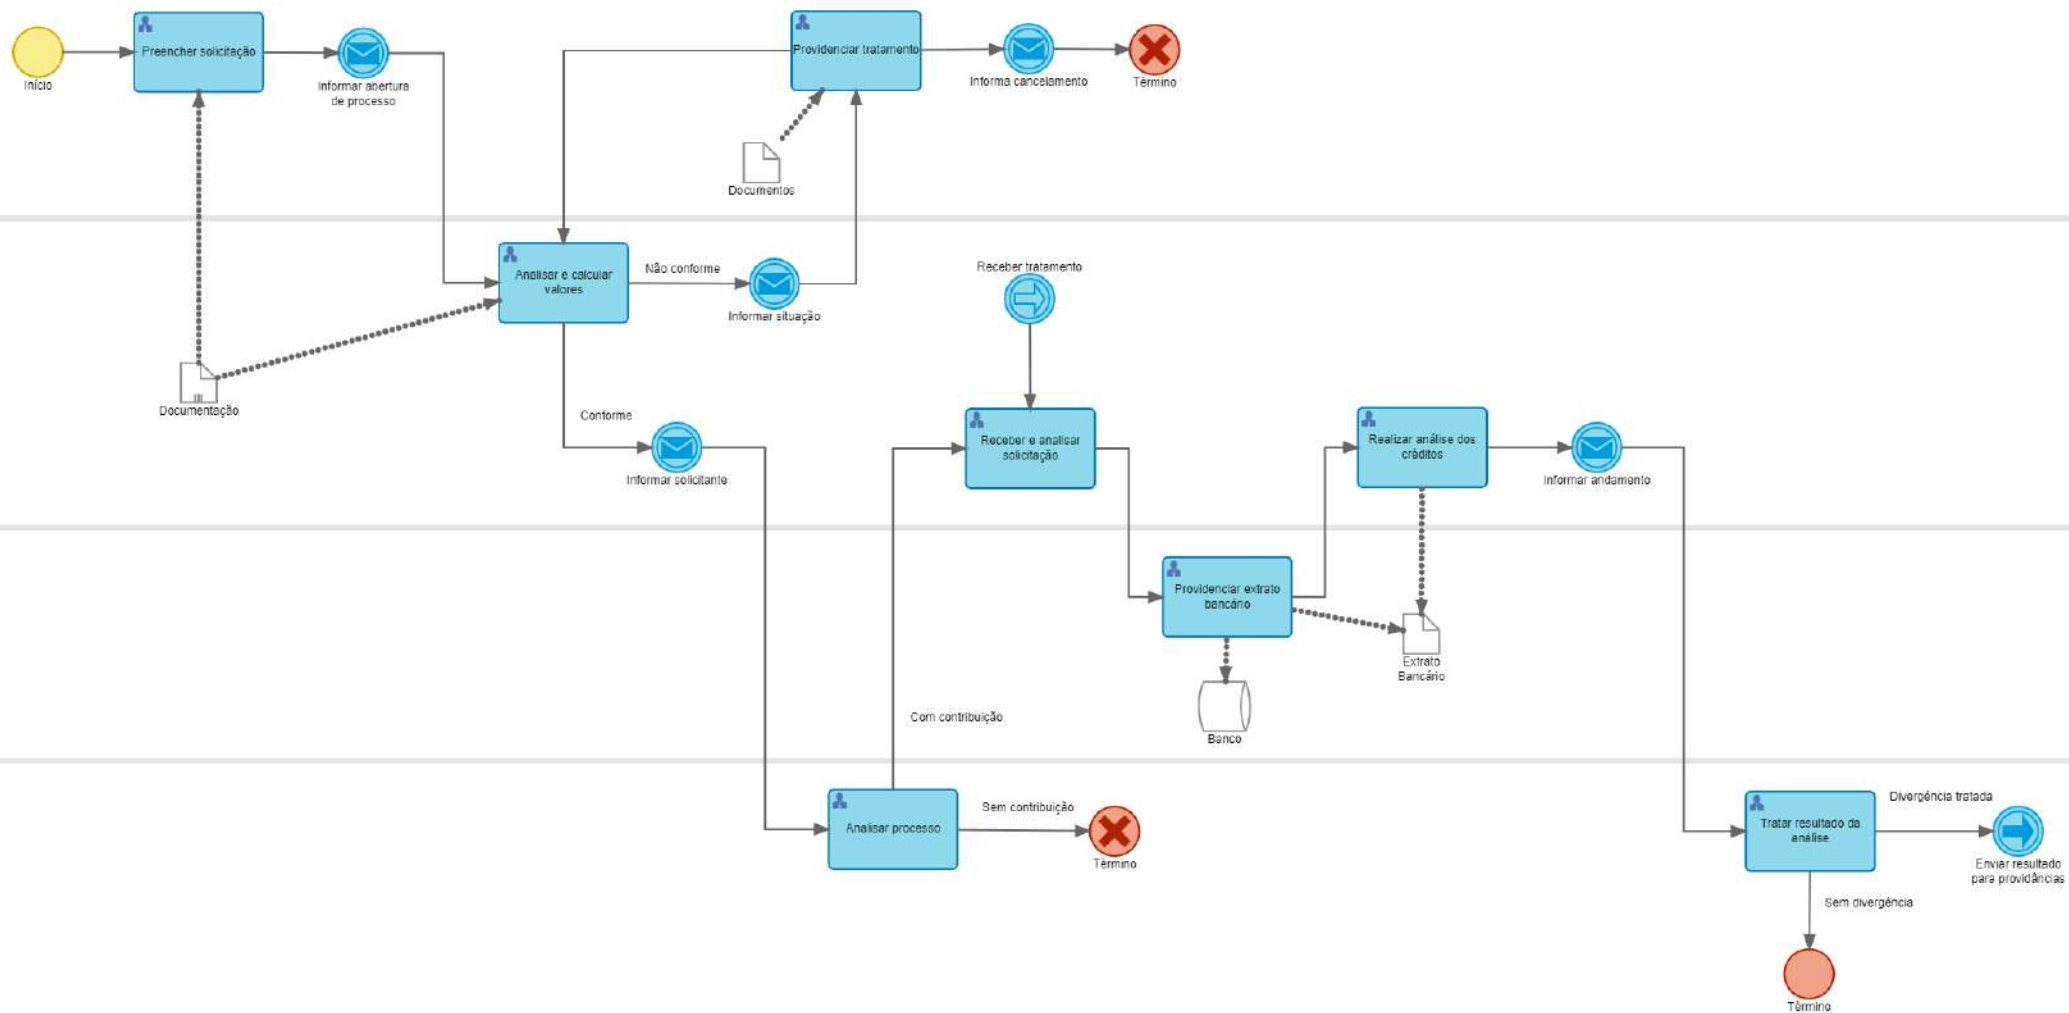 Preencher solicitação
Início
Informar abertura
de processo
Providenciar tratamento
Informa cancelamento
Término
Documentos
Analisar e calcular
valores
Não conforme
Informar situação
Receber tratamento
Documentação
Conforme
Informar solicitante
Receber e analisar
solicitação
Realizar análise dos
créditos
Informar andamento
Providenciar extrato
bancário
Extrato
Bancário
Banco
Com contribuição
Analisar processo
Sem contribuição
Término
Tratar resultado da
análise
Divergência tratada
Enviar resultado
para providâncias
Sem divergência
Término